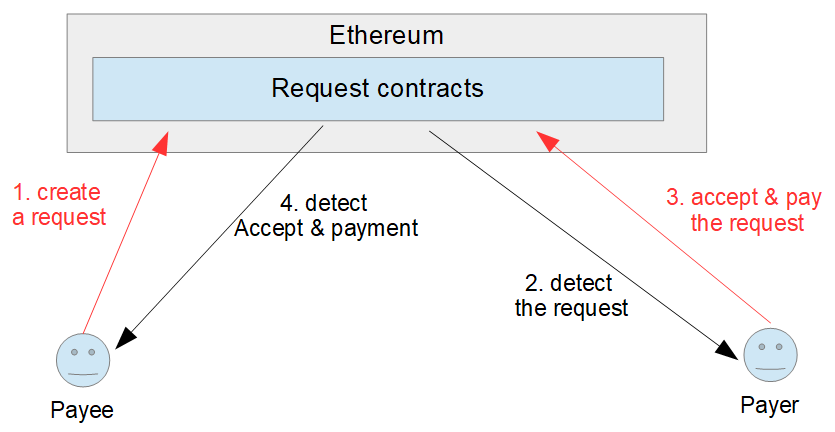 Ethereum
Request contracts
1. create
a request
4. detect
Accept & payment
3. accept & pay
the request
2. detect
the request
Payee
Payer